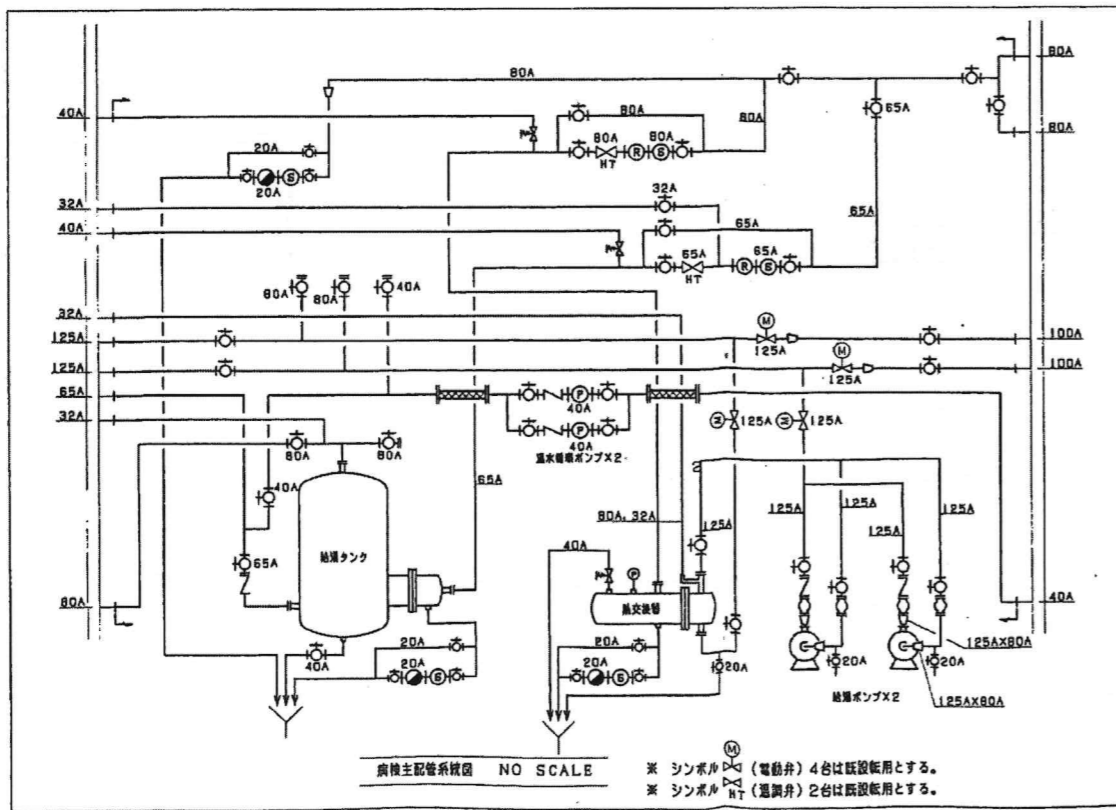 80A
80A
40A
65A
80A
80A
80A
80A
80A
HT
R
S
20A
S
20A
32A
32A
40A
65A
65A
65A
65A
R
S
HT
80A
80A
40A
32A
125A
M
125A
100A
125A
M
125A
100A
65A
32A
P
40A
P
40A
温水循環ポンプ×2
125A
125A
80A
80A
40A
65A
80A, 32A
125A
125A
125A
125A
125A
給湯タンク
65A
40A
P
熱交換器
80A
40A
40A
20A
20A
S
20A
20A
S
20A
20A
20A
125A×80A
125A×80A
給湯ポンプ×2
病検主配管系統図 NO SCALE
※ シンボル M (電動弁) 4台は既設転用とする。
※ シンボル HT (温調弁) 2台は既設転用とする。